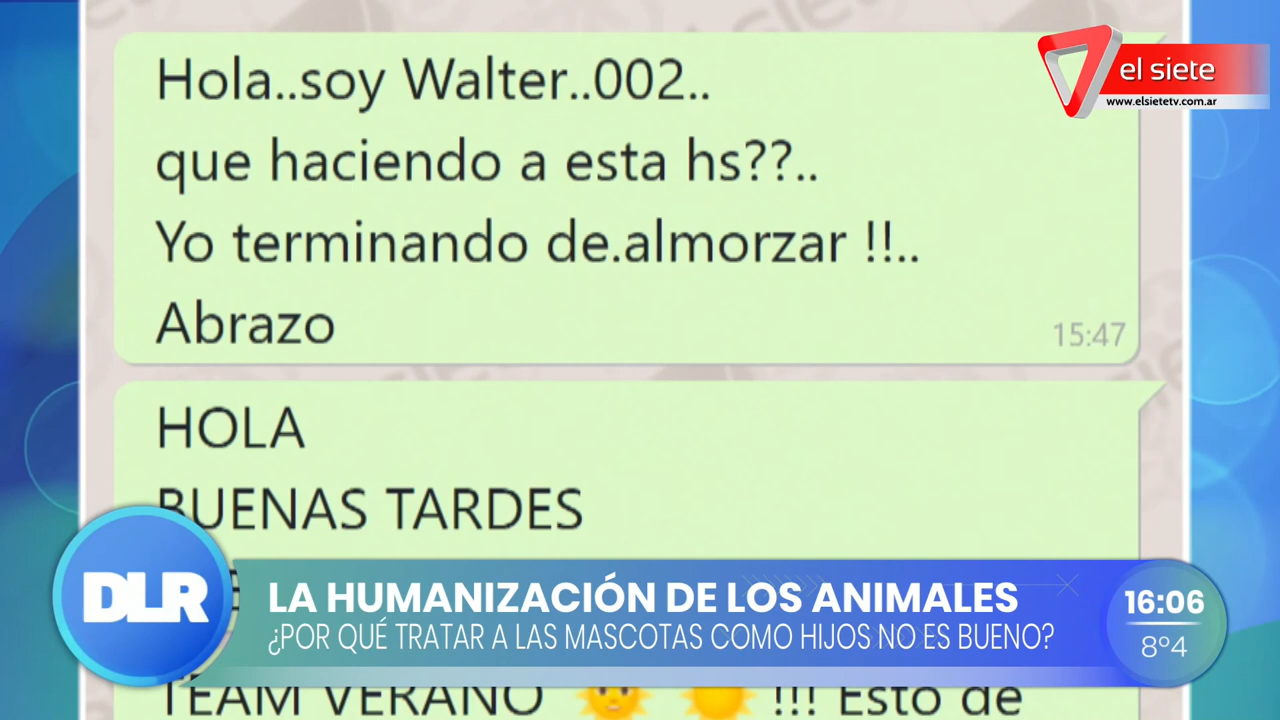 el siete
www.elsietetv.com.ar
Hola..soy Walter..002..
que haciendo a esta hs??..
Yo terminando de.almorzar !!..
Abrazo
15:47
HOLA
BUENAS TARDES
DLR
LA HUMANIZACIÓN DE LOS ANIMALES
¿POR QUÉ TRATAR A LAS MASCOTAS COMO HIJOS NO ES BUENO?
16:06
8º4
TEAM VERANO 🌞 ☀️ !!! Esto de